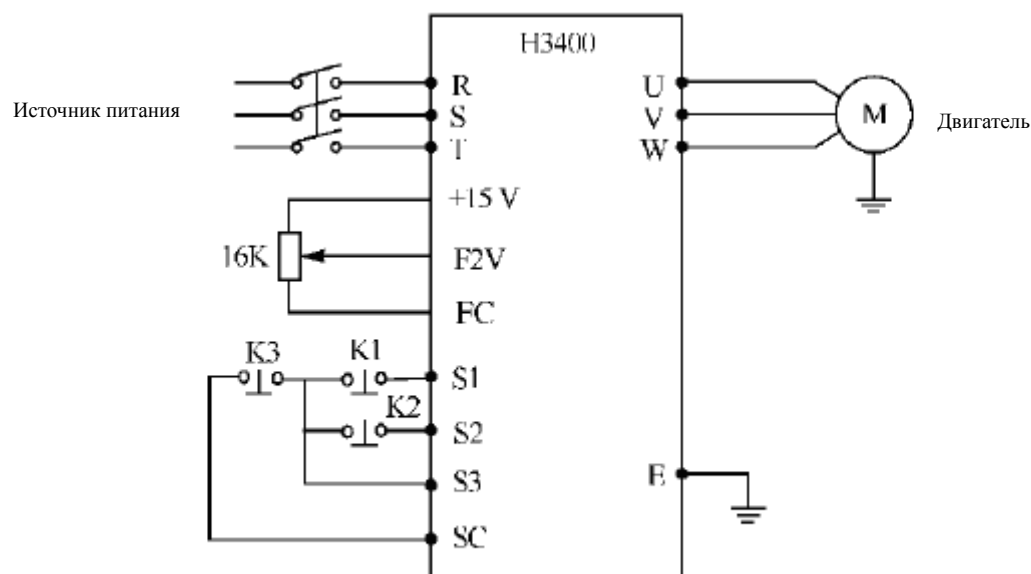 H3400
R
U
Источник питания
S
V
M
Двигатель
T
W
+15 V
16K
F2V
FC
K3
K1
S1
K2
S2
S3
E
SC